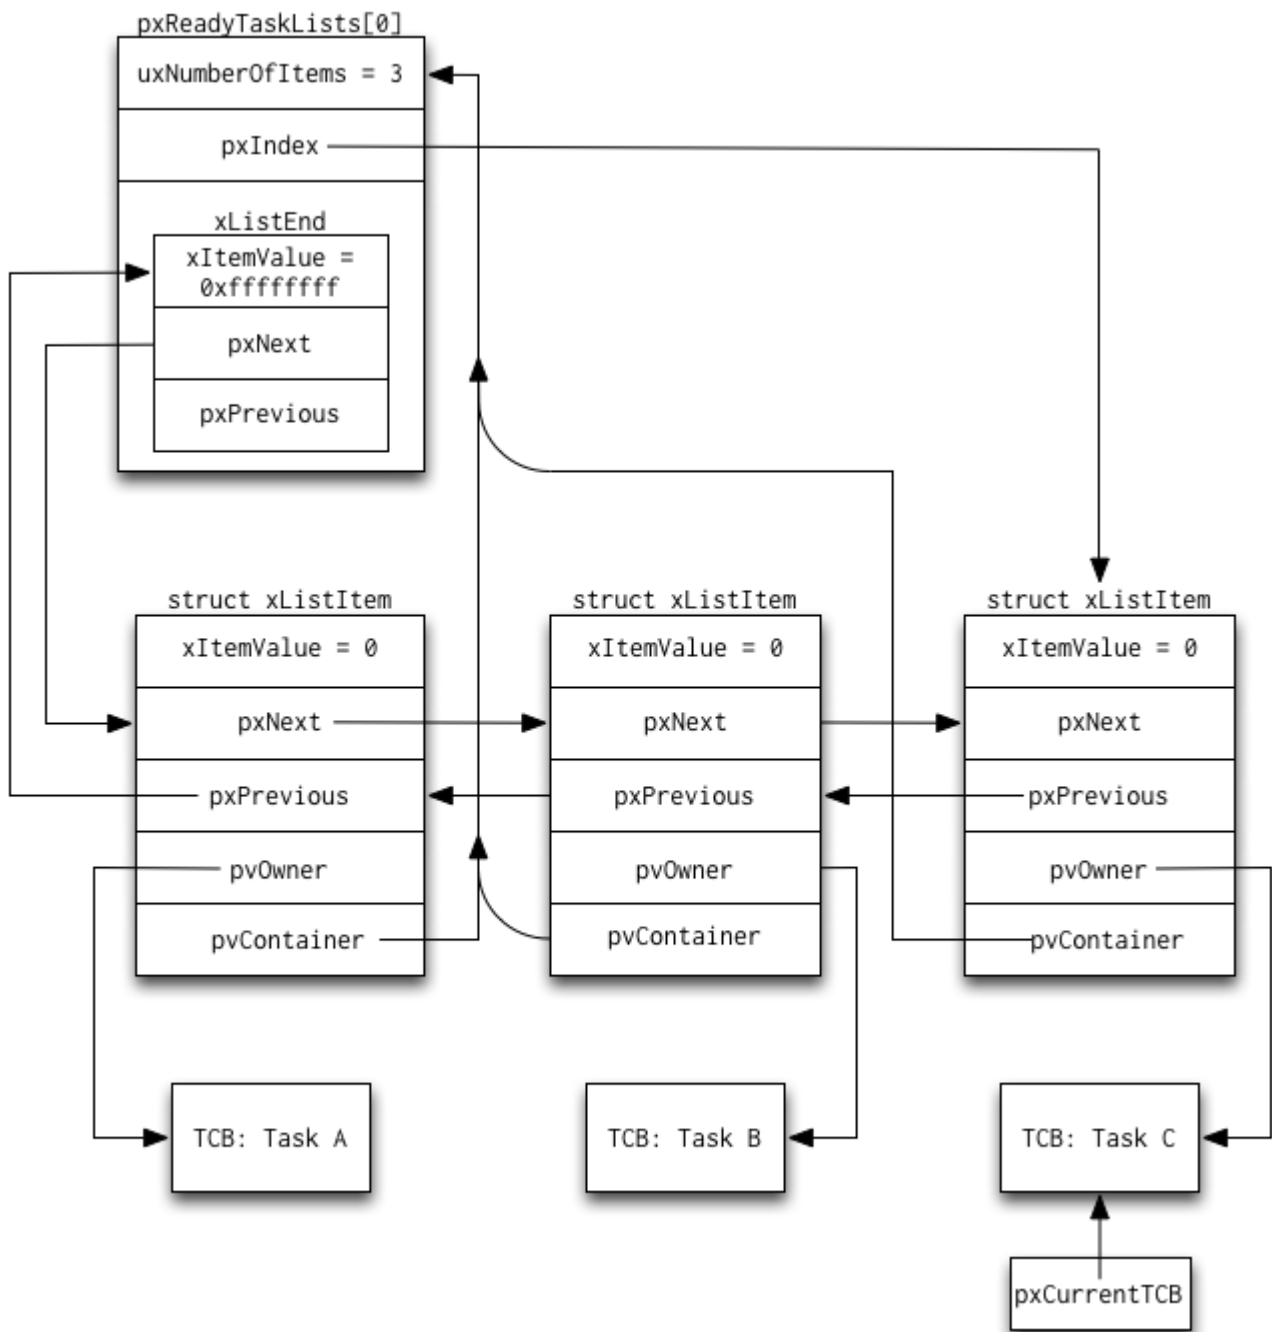 pxReadyTaskLists[0]
uxNumberOfItems = 3
pxIndex
xListEnd
xItemValue =
0xffffffff
pxNext
pxPrevious
struct xListItem
xItemValue = 0
pxNext
pxPrevious
pvOwner
pvContainer
struct xListItem
xItemValue = 0
pxNext
pxPrevious
pvOwner
pvContainer
struct xListItem
xItemValue = 0
pxNext
pxPrevious
pvOwner
pvContainer
TCB: Task A
TCB: Task B
TCB: Task C
pxCurrentTCB